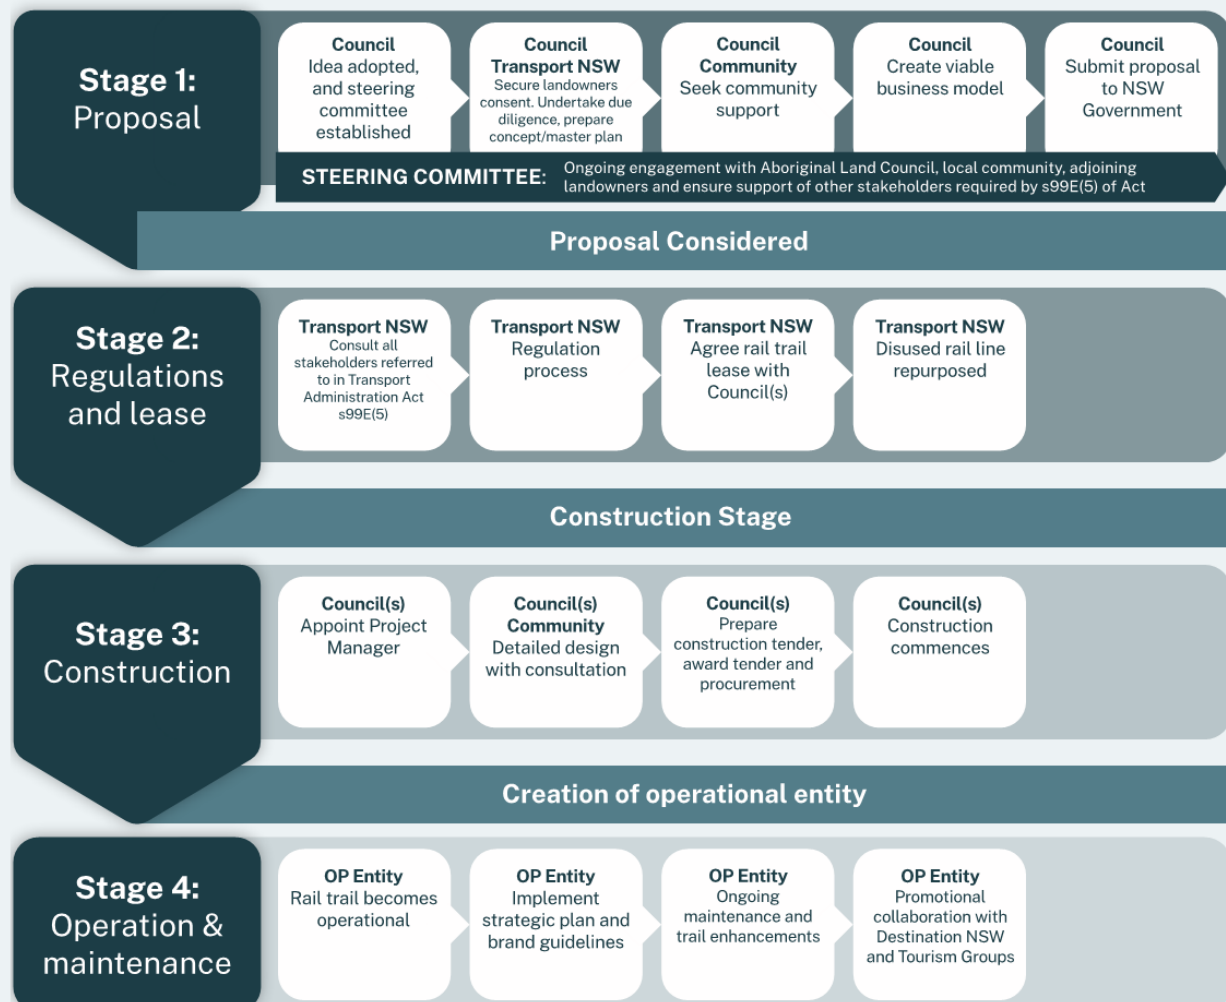 Stage 1:
Proposal
Council
Idea adopted,
and steering
committee
established
Council
Transport NSW
Secure landowners
consent. Undertake due
diligence, prepare
concept/master plan
Council
Community
Seek community
support
Council
Create viable
business model
Council
Submit proposal
to NSW
Government
STEERING COMMITTEE:
Ongoing engagement with Aboriginal Land Council, local community, adjoining
landowners and ensure support of other stakeholders required by s99E(5) of Act
Proposal Considered
Stage 2:
Regulations
and lease
Transport NSW
Consult all
stakeholders referred
to in Transport
Administration Act
s99E(5)
Transport NSW
Regulation
process
Transport NSW
Agree rail trail
lease with
Council(s)
Transport NSW
Disused rail line
repurposed
Construction Stage
Stage 3:
Construction
Council(s)
Appoint Project
Manager
Council(s)
Community
Detailed design
with consultation
Council(s)
Prepare
construction tender,
award tender and
procurement
Council(s)
Construction
commences
Creation of operational entity
Stage 4:
Operation &
maintenance
OP Entity
Rail trail becomes
operational
OP Entity
Implement
strategic plan and
brand guidelines
OP Entity
Ongoing
maintenance and
trail enhancements
OP Entity
Promotional
collaboration with
Destination NSW
and Tourism Groups